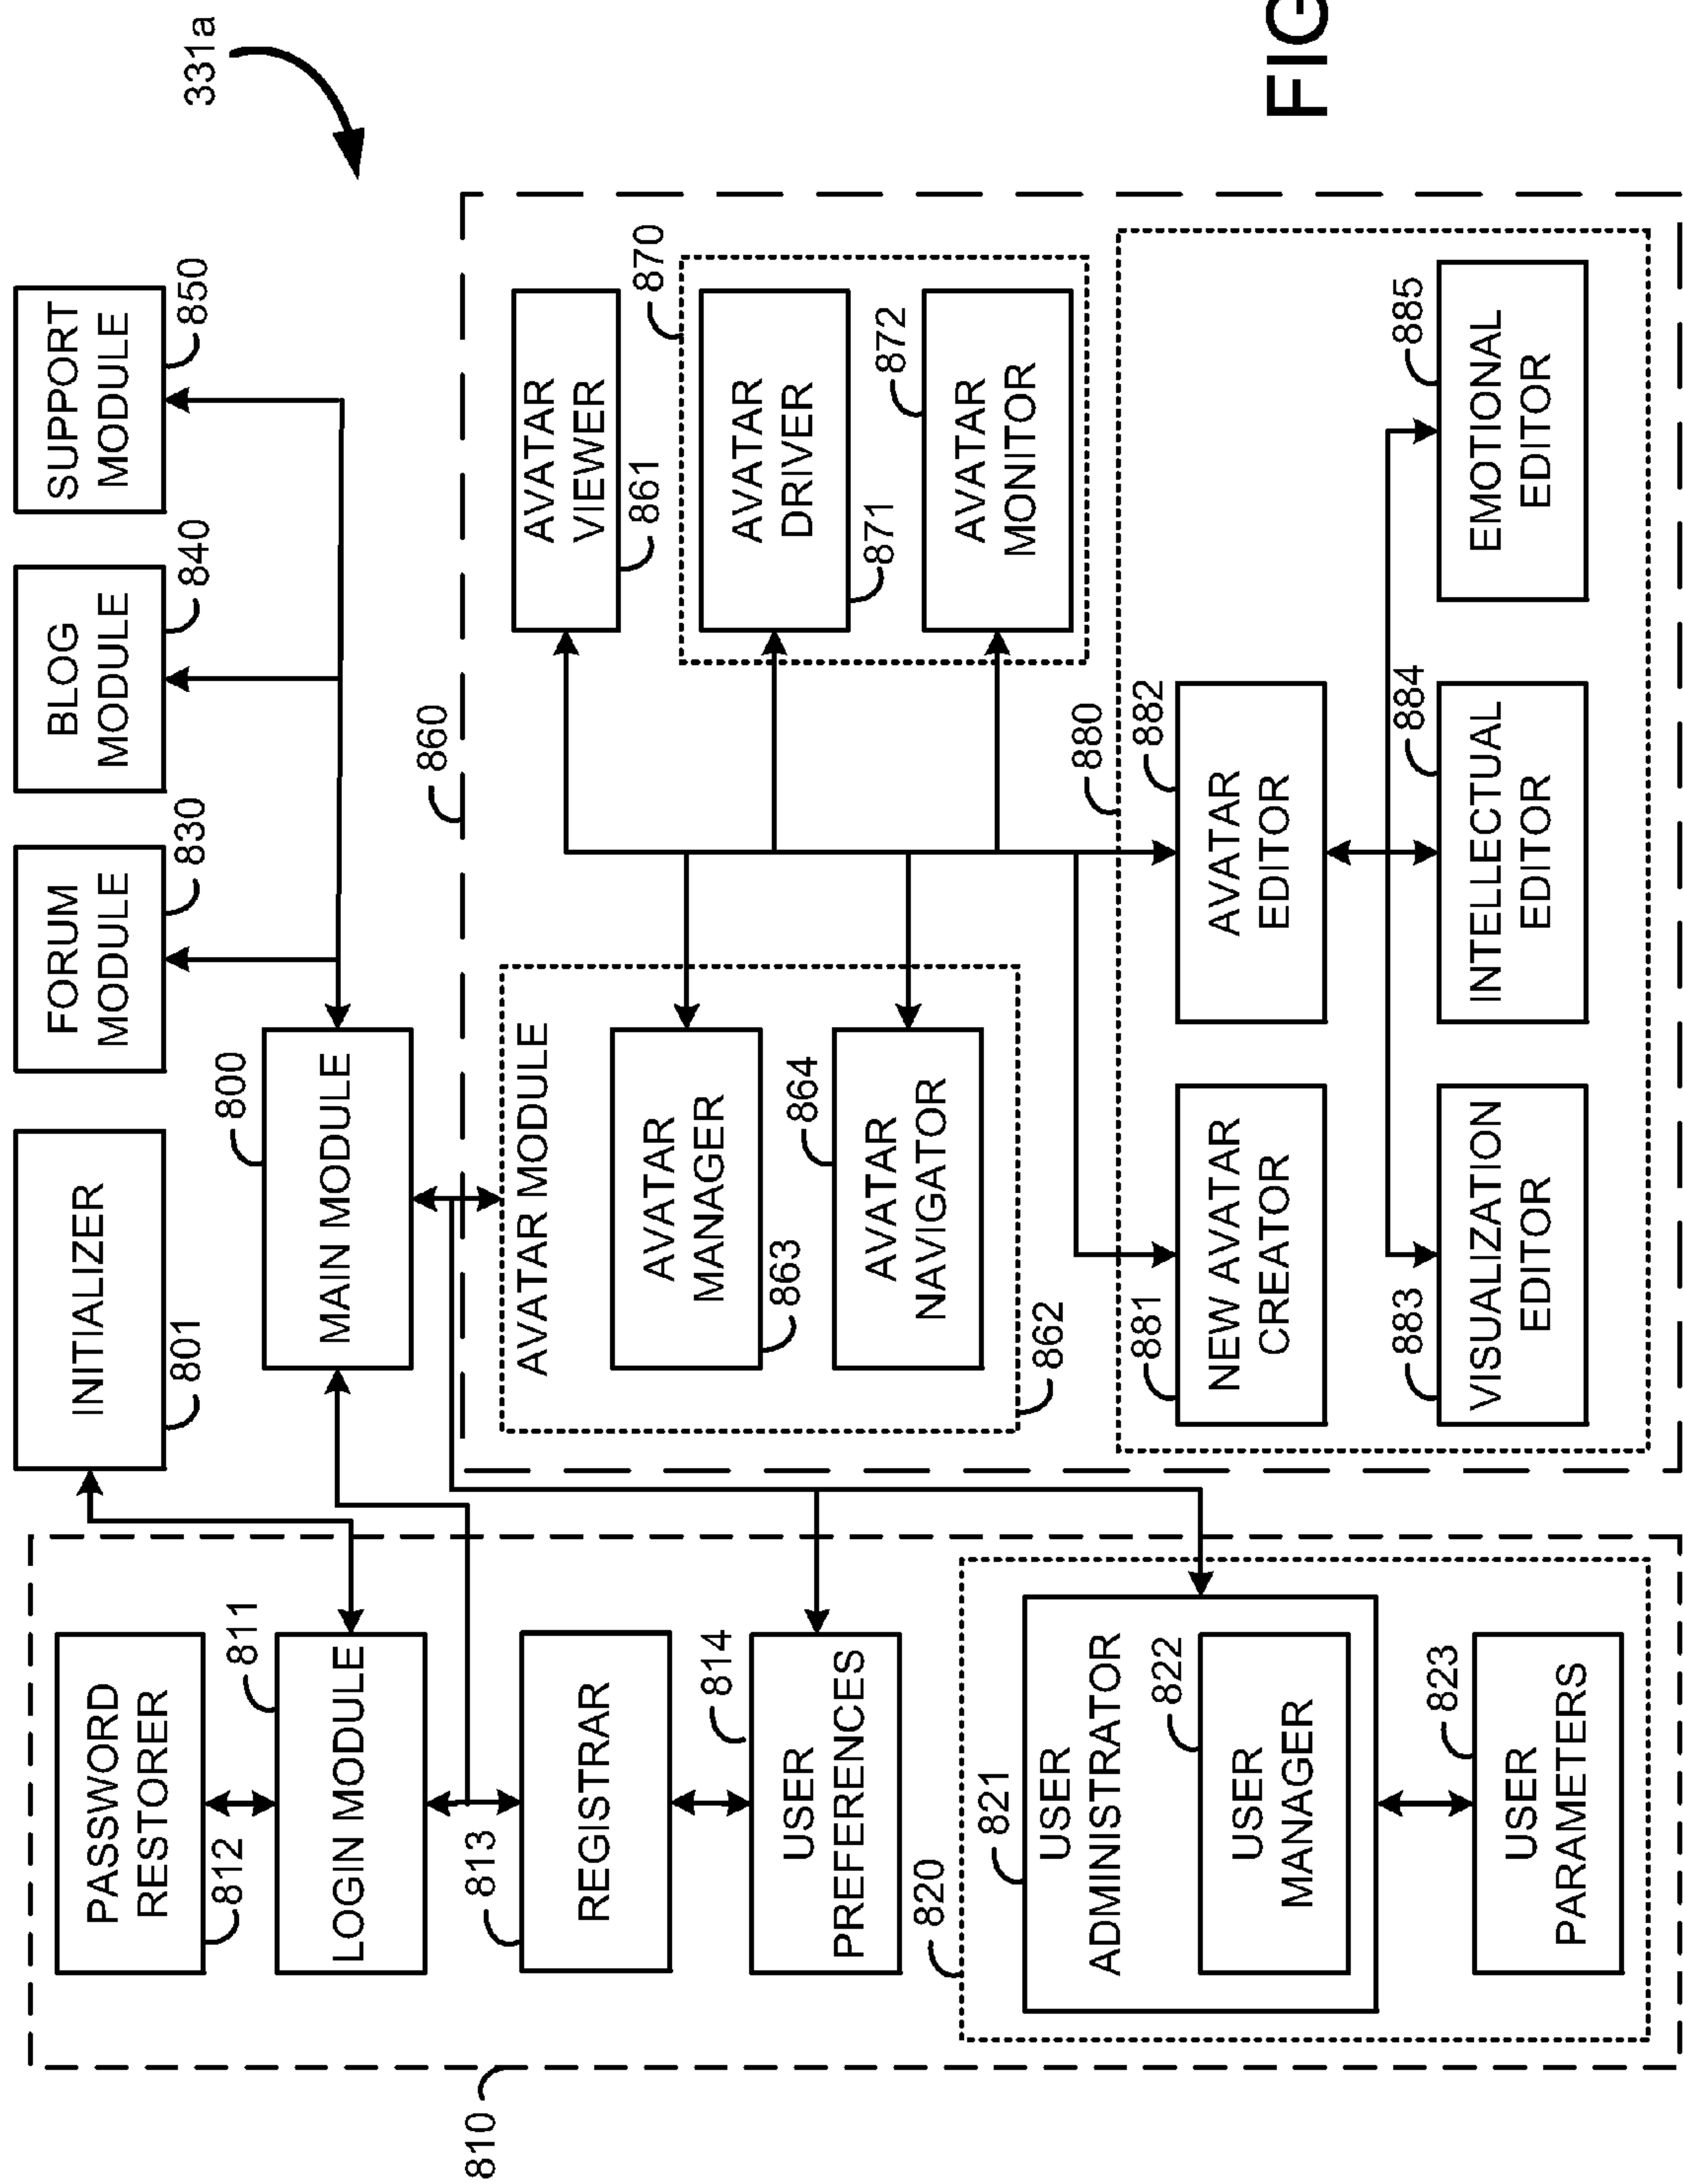 331a
PASSWORD
RESTORER
812
LOGIN MODULE
811
REGISTRAR
813
USER
PREFERENCES
814
810
820
USER
ADMINISTRATOR
821
USER
MANAGER
822
USER
PARAMETERS
823
INITIALIZER
801
MAIN MODULE
800
FORUM
MODULE
830
BLOG
MODULE
840
SUPPORT
MODULE
850
860
AVATAR MODULE
AVATAR
MANAGER
863
AVATAR
NAVIGATOR
864
862
AVATAR
VIEWER
861
870
AVATAR
DRIVER
871
AVATAR
MONITOR
872
880
NEW AVATAR
CREATOR
881
AVATAR
EDITOR
882
VISUALIZATION
EDITOR
883
INTELLECTUAL
EDITOR
884
EMOTIONAL
EDITOR
885
FIG